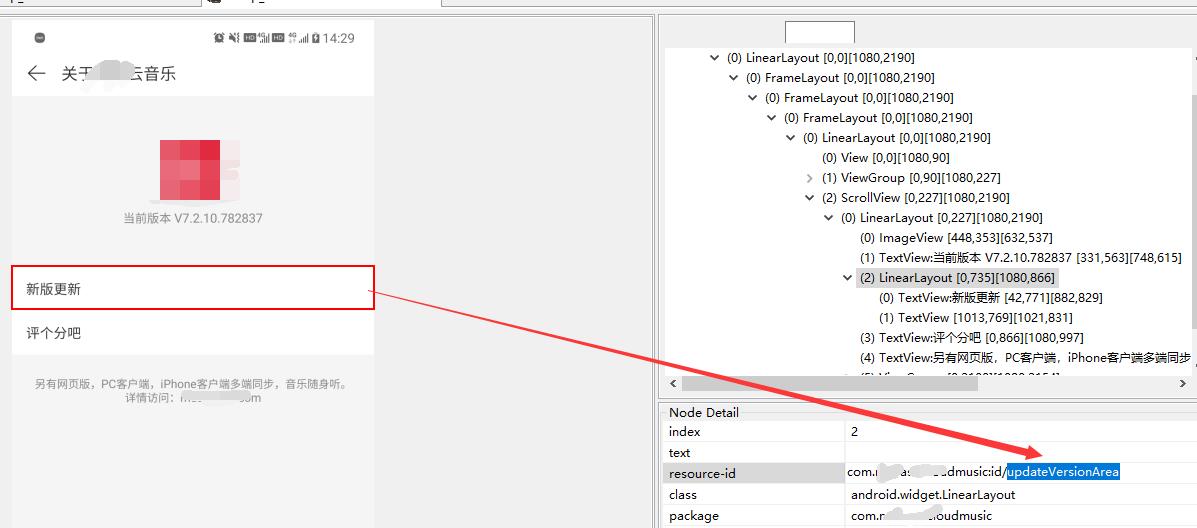 14:29
关于 云音乐
当前版本 V7.2.10.782837
新版更新
评个分吧
另有网页版，PC客户端，iPhone客户端多端同步，音乐随身听。
详情访问： om
(0) LinearLayout [0,0][1080,2190]
(0) FrameLayout [0,0][1080,2190]
(0) FrameLayout [0,0][1080,2190]
(0) FrameLayout [0,0][1080,2190]
(0) LinearLayout [0,0][1080,2190]
(0) View [0,0][1080,90]
(1) ViewGroup [0,90][1080,227]
(2) ScrollView [0,227][1080,2190]
(0) LinearLayout [0,227][1080,2190]
(0) ImageView [448,353][632,537]
(1) TextView:当前版本 V7.2.10.782837 [331,563][748,615]
(2) LinearLayout [0,735][1080,866]
(0) TextView:新版更新 [42,771][882,829]
(1) TextView [1013,769][1021,831]
(3) TextView:评个分吧 [0,866][1080,997]
(4) TextView:另有网页版，PC客户端，iPhone客户端多端同步
Node Detail
index 2
text
resource-id com. oudmusic:id/updateVersionArea
class android.widget.LinearLayout
package com. cloudmusic